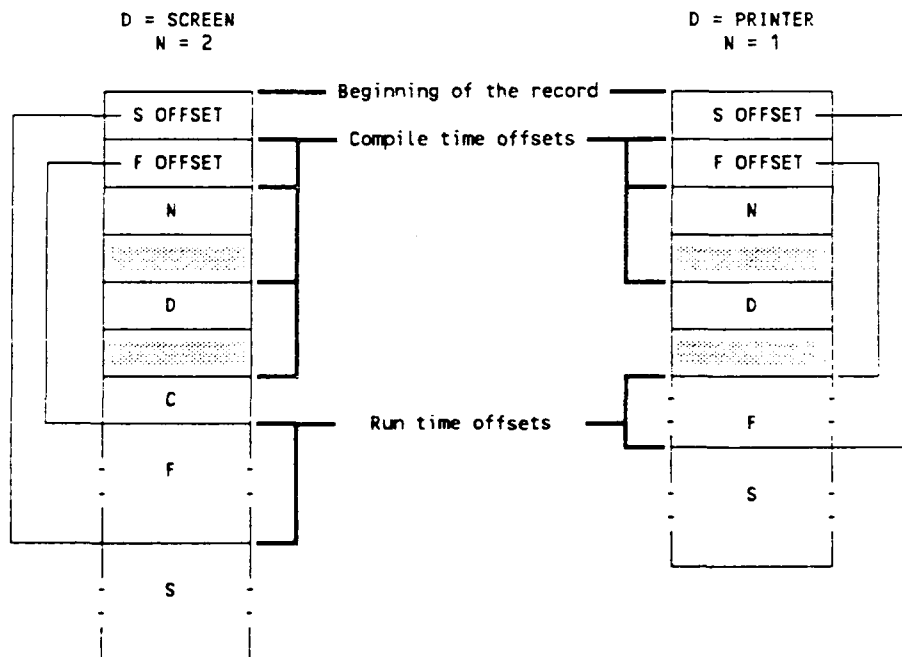 D = SCREEN
N = 2
D = PRINTER
N = 1
Beginning of the record
S OFFSET
S OFFSET
Compile time offsets
F OFFSET
F OFFSET
N
N
D
D
C
Run time offsets
F
F
S
S